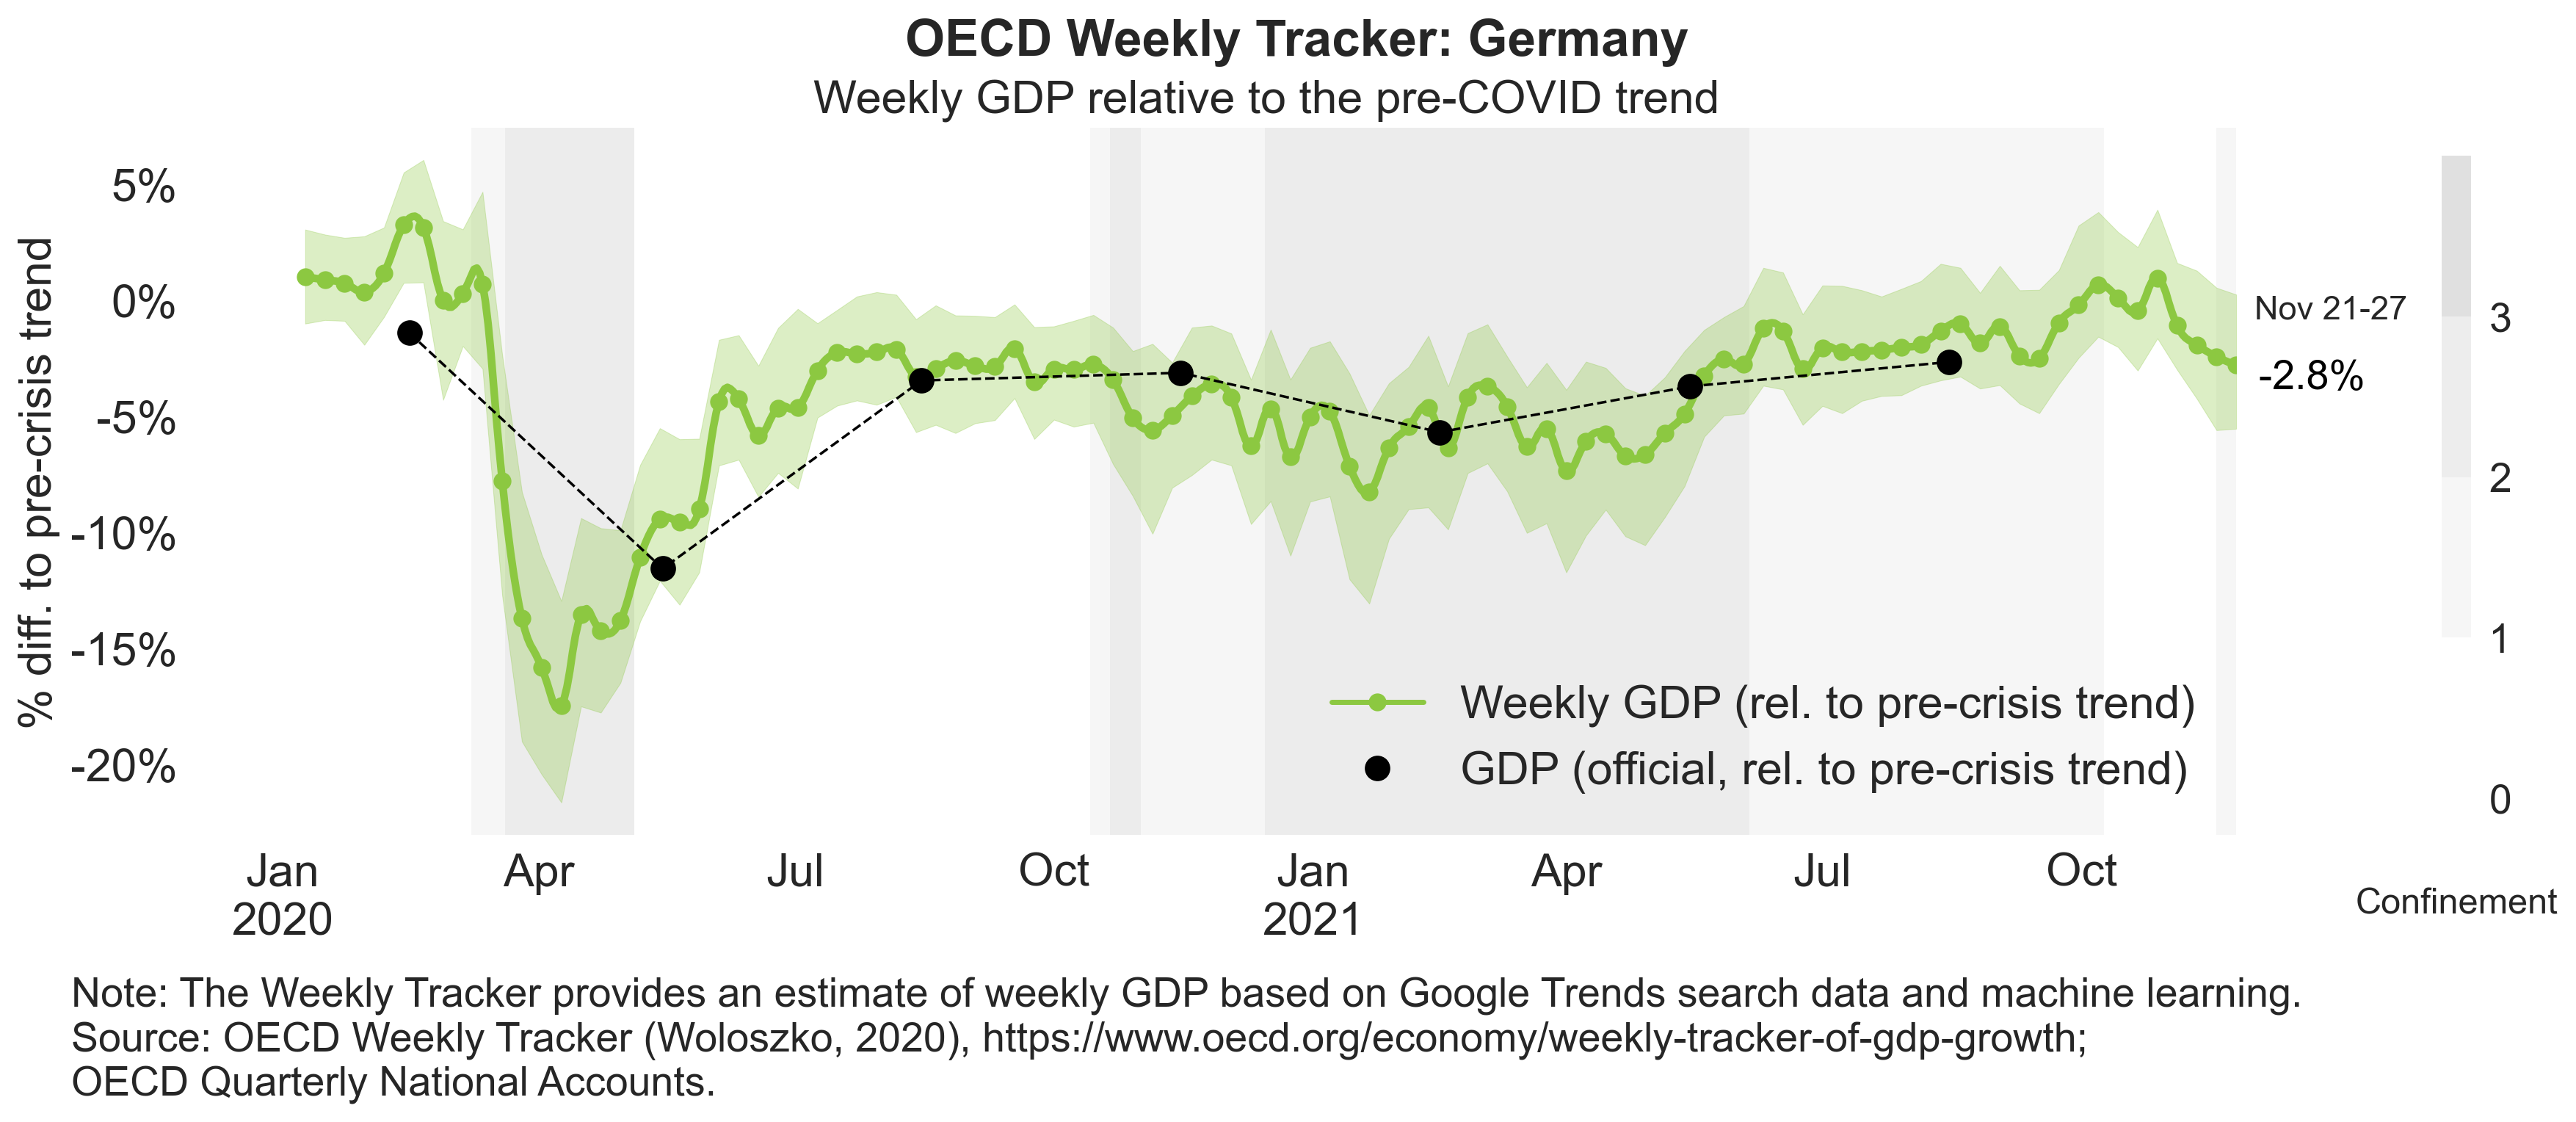 OECD Weekly Tracker: Germany
Weekly GDP relative to the pre-COVID trend
% diff. to pre-crisis trend
5%
0%
-5%
-10%
-15%
-20%
Jan
2020
Apr
Jul
Oct
Jan
2021
Apr
Jul
Oct
Nov 21-27
-2.8%
Weekly GDP (rel. to pre-crisis trend)
GDP (official, rel. to pre-crisis trend)
3
2
1
0
Confinement
Note: The Weekly Tracker provides an estimate of weekly GDP based on Google Trends search data and machine learning.
Source: OECD Weekly Tracker (Woloszko, 2020), https://www.oecd.org/economy/weekly-tracker-of-gdp-growth;
OECD Quarterly National Accounts.